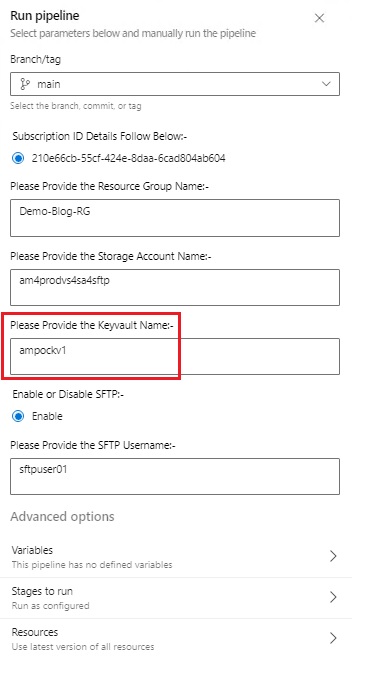 Run pipeline
Select parameters below and manually run the pipeline
Branch/tag
main
Select the branch, commit, or tag
Subscription ID Details Follow Below:-
210e66cb-55cf-424e-8daa-6cad804ab604
Please Provide the Resource Group Name:-
Demo-Blog-RG
Please Provide the Storage Account Name:-
am4prodvs4sa4sftp
Please Provide the Keyvault Name:-
ampockv1
Enable or Disable SFTP:-
Enable
Please Provide the SFTP Username:-
sftpuser01
Advanced options
Variables
This pipeline has no defined variables
Stages to run
Run as configured
Resources
Use latest version of all resources